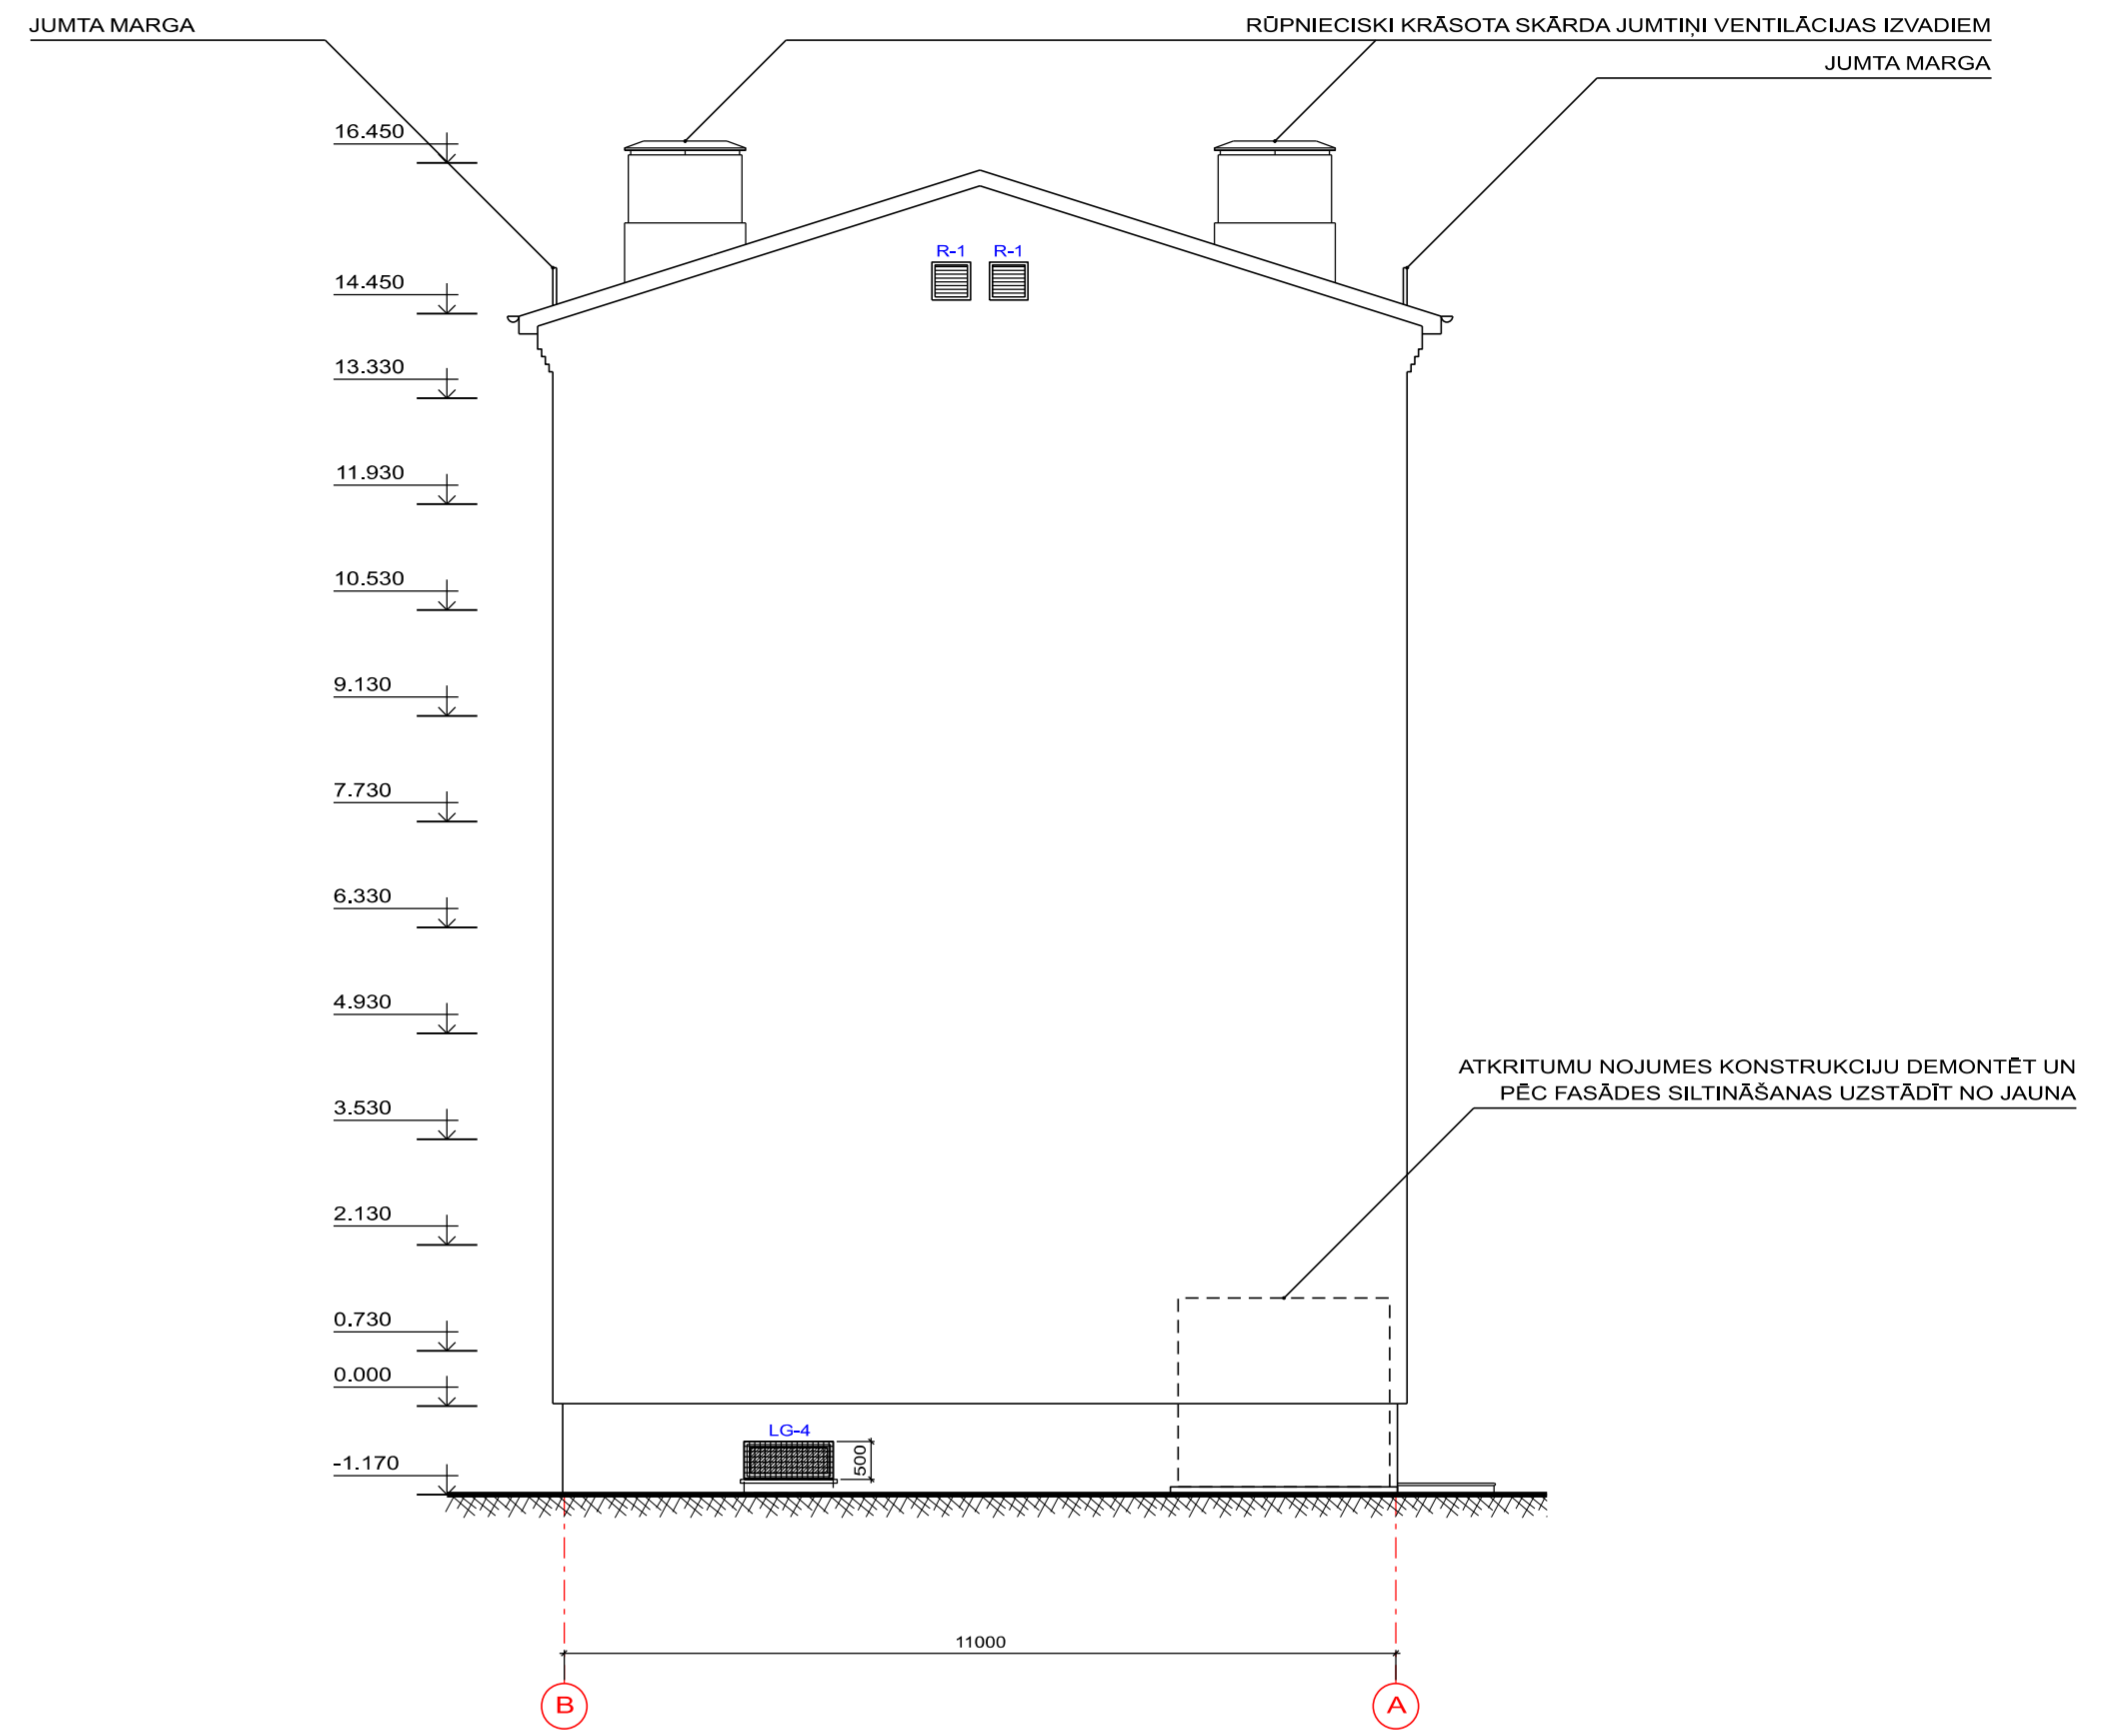 JUMTA MARGA
RŪPNIECISKI KRĀSOTA SKĀRDA JUMTIŅI VENTILĀCIJAS IZVADIEM
JUMTA MARGA
16.450
R-1 R-1
14.450
13.330
11.930
10.530
9.130
7.730
6.330
4.930
ATKRITUMU NOJUMES KONSTRUKCIJU DEMONTĒT UN
PĒC FASĀDES SILTINĀŠANAS UZSTĀDĪT NO JAUNA
3.530
2.130
0.730
0.000
LG-4
500
-1.170
11000
B
A